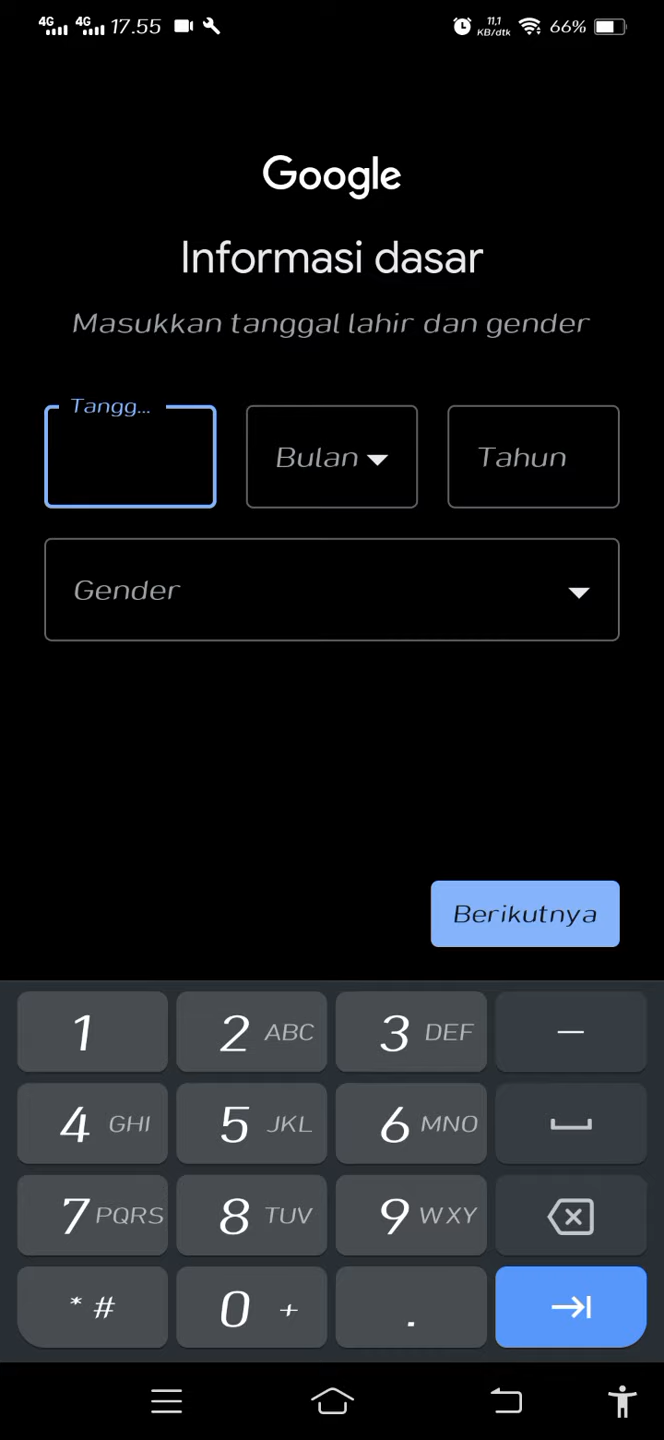 4G 4G 17.55 11,1 KB/dtk 66%
Google
Informasi dasar
Masukkan tanggal lahir dan gender
Tangg...
Bulan
Tahun
Gender
Berikutnya
1 2 ABC 3 DEF –
4 GHI 5 JKL 6 MNO
7 PQRS 8 TUV 9 WXY
* # 0 + .